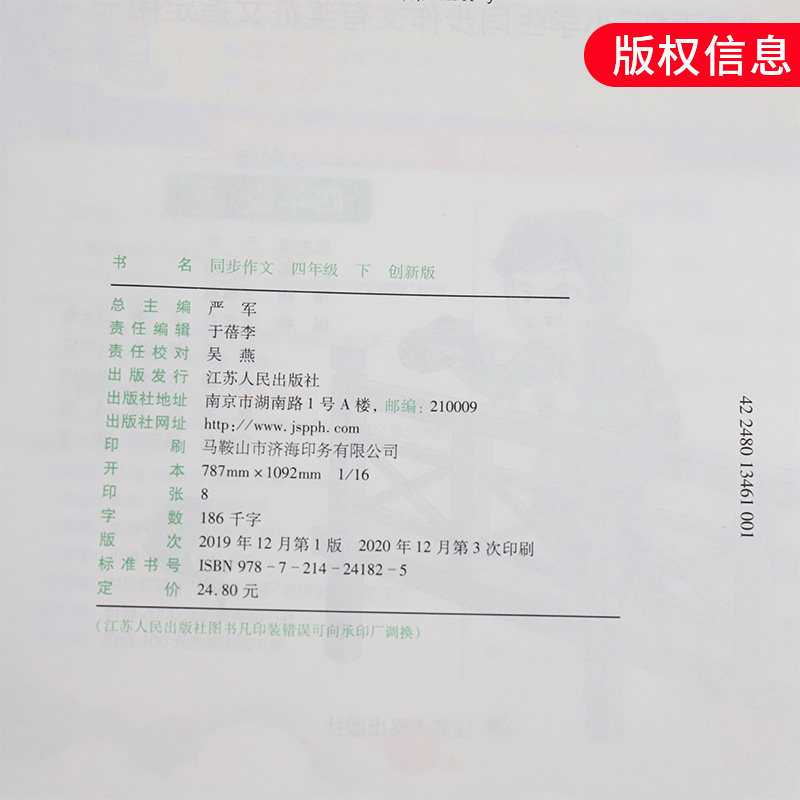 版权信息
书 名 同步作文 四年级 下 创新版
总 主 编 严 军
责任编辑 于蓓李
责任校对 吴 燕
出版发行 江苏人民出版社
出版社地址 南京市湖南路1号A楼,邮编:210009
出版社网址 http://www.jspph.com
印 刷 马鞍山市济海印务有限公司
开 本 787mm×1092mm 1/16
印 张 8
字 数 186千字
版 次 2019年12月第1版 2020年12月第3次印刷
标准书号 ISBN 978-7-214-24182-5
定 价 24.80元
(江苏人民出版社图书凡印装错误可向承印厂调换)
42 2480 13461 001